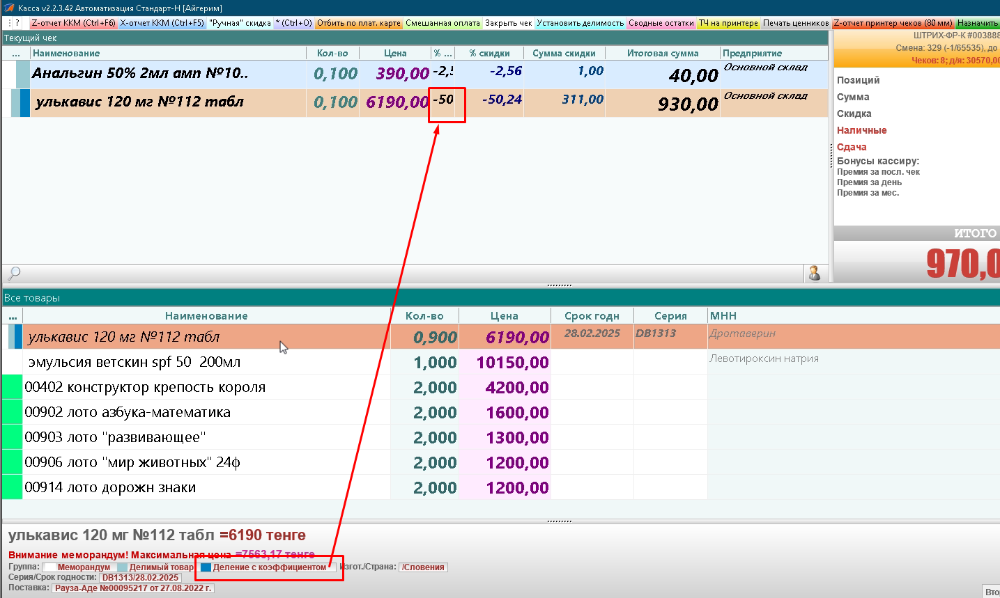 Касса v2.2.3.42 Автоматизация Стандарт-Н [Айгерим]
? Z-отчет ККМ (Ctrl+F6) X-отчет ККМ (Ctrl+F5) "Ручная" скидка * (Ctrl+O) Отбить по плат. карте Смешанная оплата Закрыть чек Установить делимость Сводные остатки ТЧ на принтере Печать ценников Z-отчет принтер чеков (80 мм) Назначить
Текущий чек
... Наименование Кол-во Цена % ... % скидки Сумма скидки Итоговая сумма Предприятие
Анальгин 50% 2мл амп №10.. 0,100 390,00 -2,5 -2,56 1,00 40,00 Основной склад
улькавис 120 мг №112 табл 0,100 6190,00 -50 -50,24 311,00 930,00 Основной склад
ШТРИХ-ФР-К #003888
Смена: 329 (-1/65535), до
Чеков: 8; д/я: 30570,00
Позиций
Сумма
Скидка
Наличные
Сдача
Бонусы кассиру:
Премия за посл. чек
Премия за день
Премия за мес.
ИТОГО
970,0
Все товары
... Наименование Кол-во Цена Срок годн Серия МНН
улькавис 120 мг №112 табл 0,900 6190,00 28.02.2025 DB1313 Дротаверин
эмульсия ветскин spf 50 200мл 1,000 10150,00 Левотироксин натрия
00402 конструктор крепость короля 2,000 4200,00
00902 лото азбука-математика 2,000 1600,00
00903 лото "развивающее" 2,000 1300,00
00906 лото "мир животных" 24ф 2,000 1200,00
00914 лото дорожн знаки 2,000 1200,00
улькавис 120 мг №112 табл =6190 тенге
Внимание меморандум! Максимальная цена =7563,17 тенге
Группа: Меморандум Делимый товар Деление с коэффициентом Изгот./Страна: /Словения
Серия/Срок годности: DB1313/28.02.2025
Поставка: Рауза-Аде №00095217 от 27.08.2022 г.
Вто